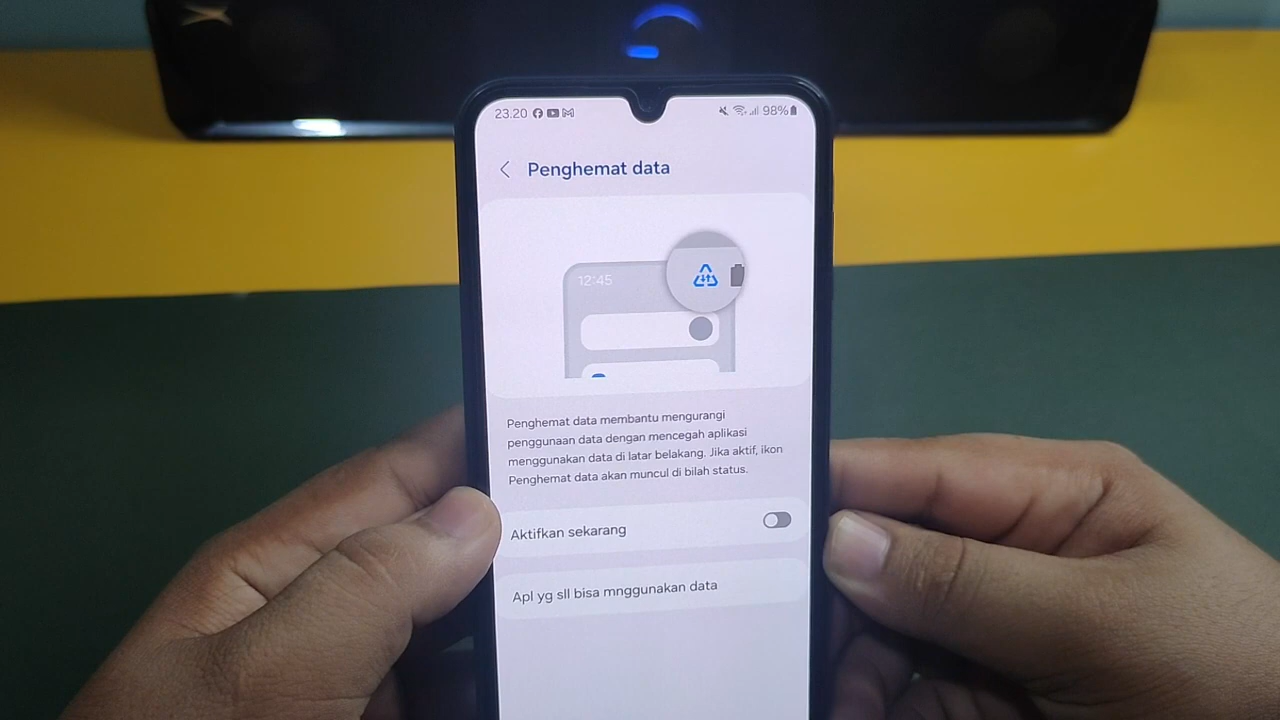 23.20 98%
Penghemat data
12:45
Penghemat data membantu mengurangi
penggunaan data dengan mencegah aplikasi
menggunakan data di latar belakang. Jika aktif, ikon
Penghemat data akan muncul di bilah status.
Aktifkan sekarang
Apl yg sll bisa mnggunakan data